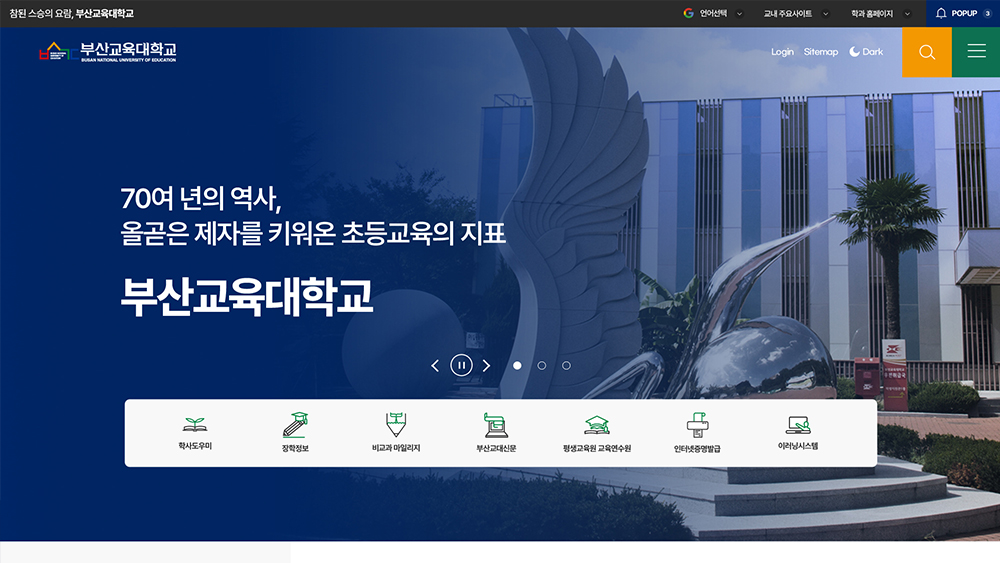 참된 스승의 요람, 부산교육대학교
언어선택
교내 주요사이트
학과 홈페이지
POPUP 3
부산교육대학교
BUSAN NATIONAL UNIVERSITY OF EDUCATION
Login Sitemap Dark
70여 년의 역사,
올곧은 제자를 키워온 초등교육의 지표
부산교육대학교
학사도우미
장학정보
비교과 마일리지
부산교대신문
평생교육원 교육연수원
인터넷증명발급
이러닝시스템